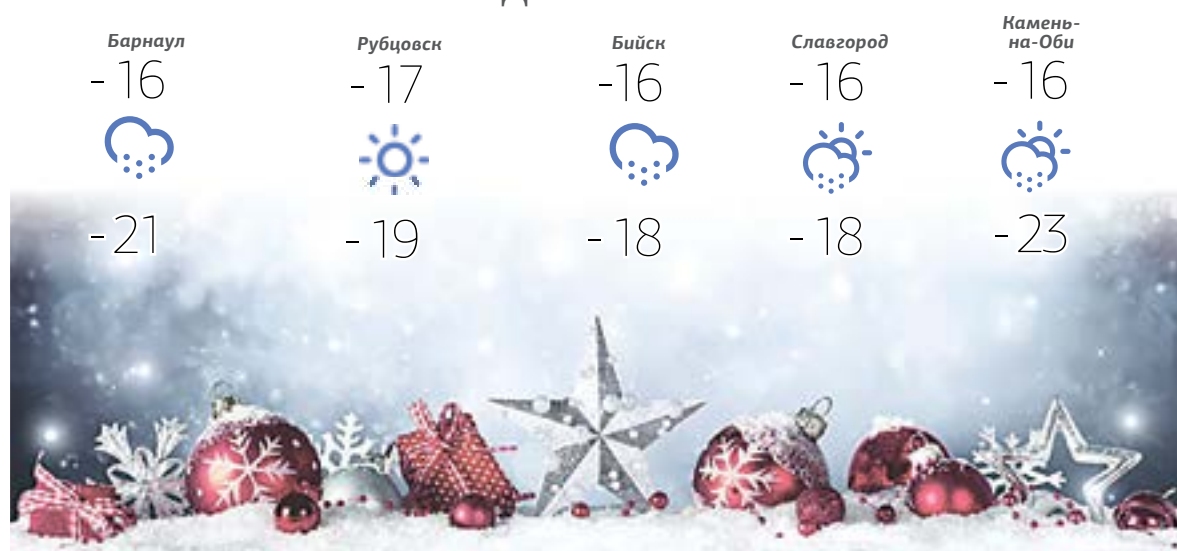 Барнаул
- 16
- 21
Рубцовск
- 17
- 19
Бийск
-16
- 18
Славгород
- 16
- 18
Камень-
на-Оби
- 16
- 23